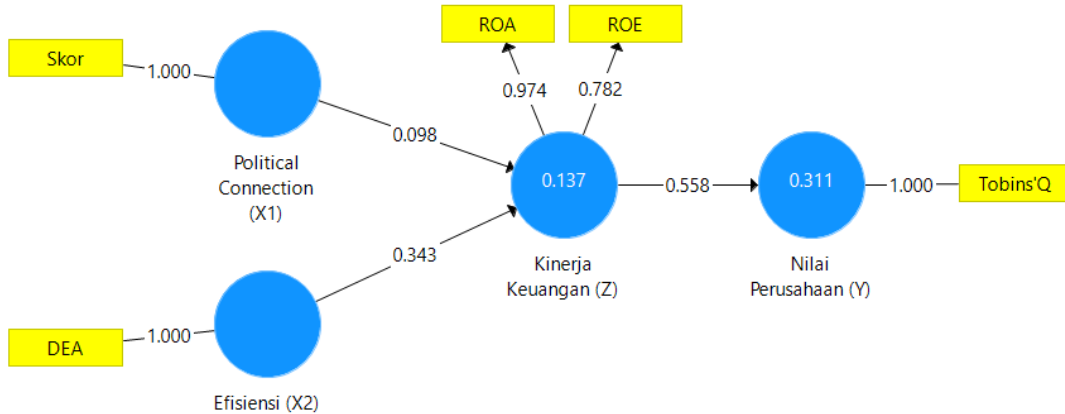 ROA
ROE
Skor
1.000
0.974
0.782
0.098
Political
Connection
(X1)
0.137
0.558
0.311
1.000
Tobins'Q
0.343
Kinerja
Keuangan (Z)
Nilai
Perusahaan (Y)
DEA
1.000
Efisiensi (X2)